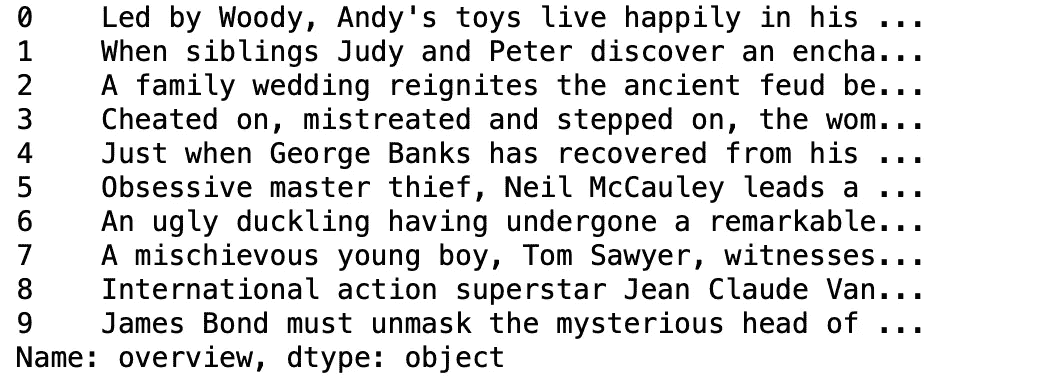 0    Led by Woody, Andy's toys live happily in his ...
1    When siblings Judy and Peter discover an encha...
2    A family wedding reignites the ancient feud be...
3    Cheated on, mistreated and stepped on, the wom...
4    Just when George Banks has recovered from his ...
5    Obsessive master thief, Neil McCauley leads a ...
6    An ugly duckling having undergone a remarkable...
7    A mischievous young boy, Tom Sawyer, witnesses...
8    International action superstar Jean Claude Van...
9    James Bond must unmask the mysterious head of ...
Name: overview, dtype: object